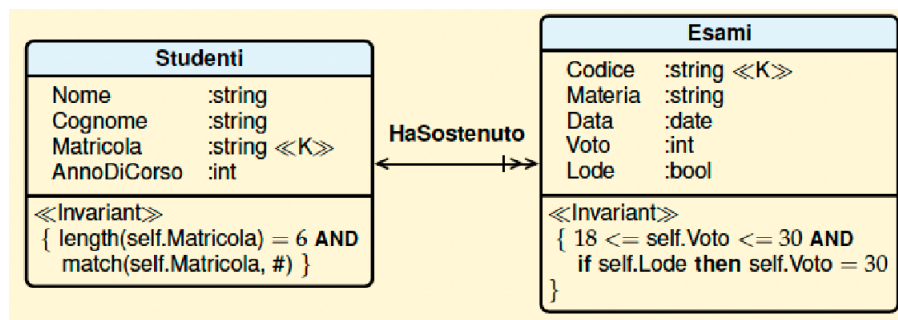 Studenti
Nome :string
Cognome :string
Matricola :string ≪K≫
AnnoDiCorso :int
≪Invariant≫
{ length(self.Matricola) = 6 AND
match(self.Matricola, #) }
HaSostenuto
Esami
Codice :string ≪K≫
Materia :string
Data :date
Voto :int
Lode :bool
≪Invariant≫
{ 18 <= self.Voto <= 30 AND
if self.Lode then self.Voto = 30
}